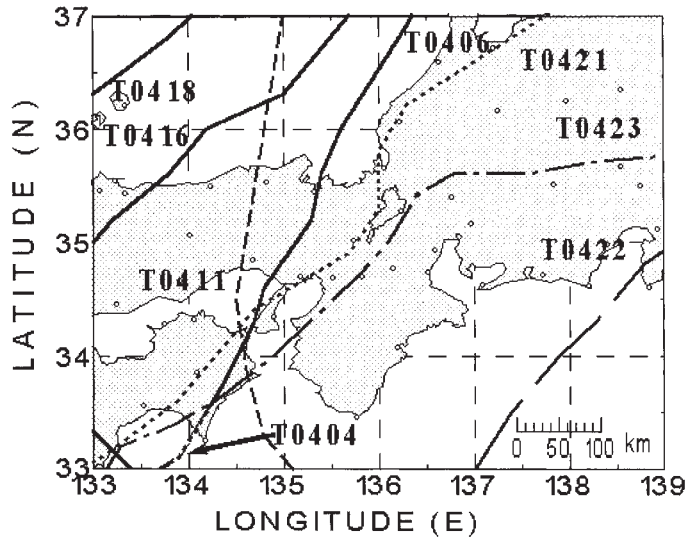 37
T0406
T0418
T0421
36
T0416
T0423
LATITUDE (N)
35
T0411
T0422
34
T0404
0 50 100 km
33
133 134 135 136 137 138 139
LONGITUDE (E)